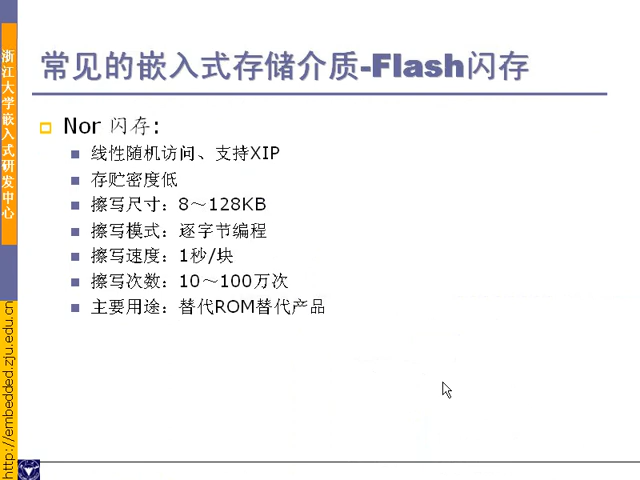 常见的嵌入式存储介质-Flash闪存
Nor 闪存:
线性随机访问、支持XIP
存贮密度低
擦写尺寸：8～128KB
擦写模式：逐字节编程
擦写速度：1秒/块
擦写次数：10～100万次
主要用途：替代ROM替代产品
浙江大学嵌入式研发中心
http://embedded.zju.edu.cn